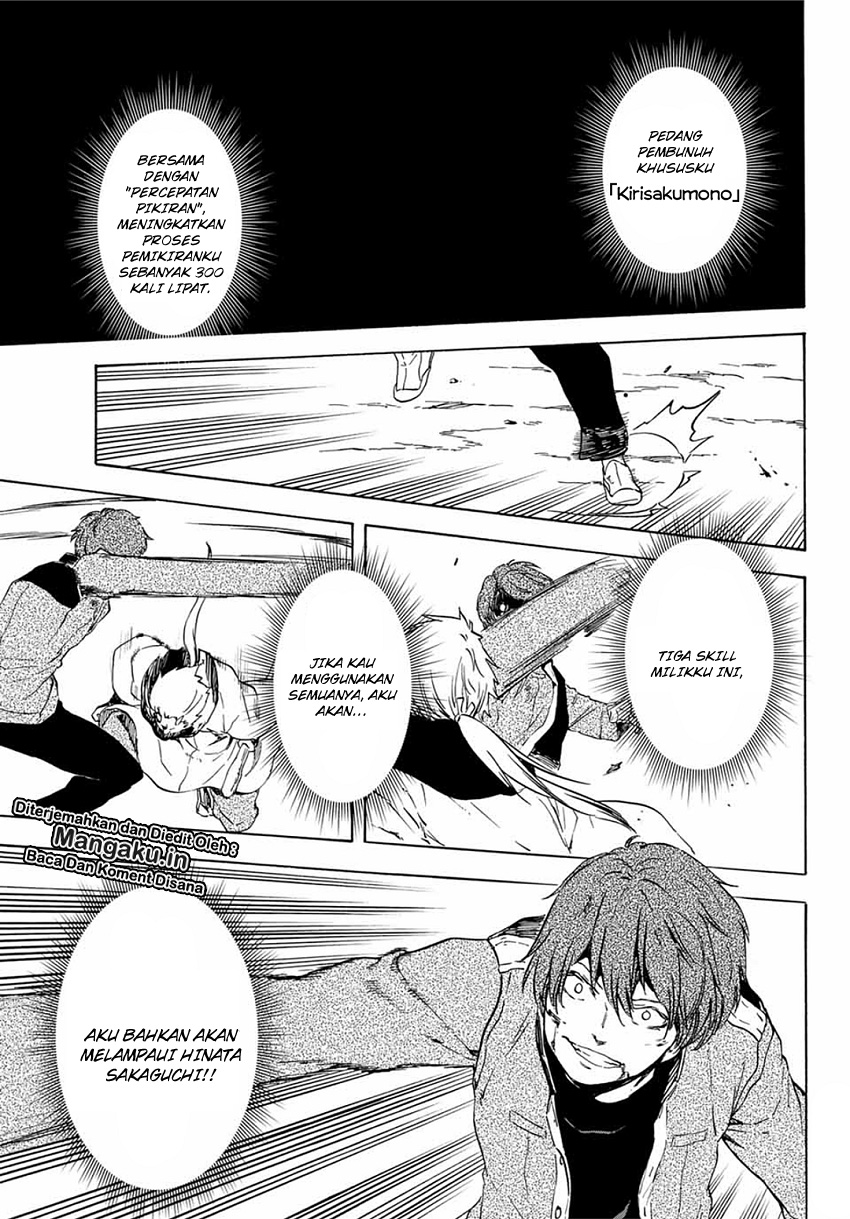 PEDANG
PEMBUNUH
KHUSUSKU
「Kirisakumono」
BERSAMA
DENGAN
"PERCEPATAN
PIKIRAN",
MENINGKATKAN
PROSES
PEMIKIRANKU
SEBANYAK 300
KALI LIPAT.
TIGA SKILL
MILIKKU INI,
JIKA KAU
MENGGUNAKAN
SEMUANYA, AKU
AKAN...
Diterjemahkan dan Diedit Oleh :
Mangaku.in
Baca Dan Koment Disana
AKU BAHKAN AKAN
MELAMPAUI HINATA
SAKAGUCHI!!